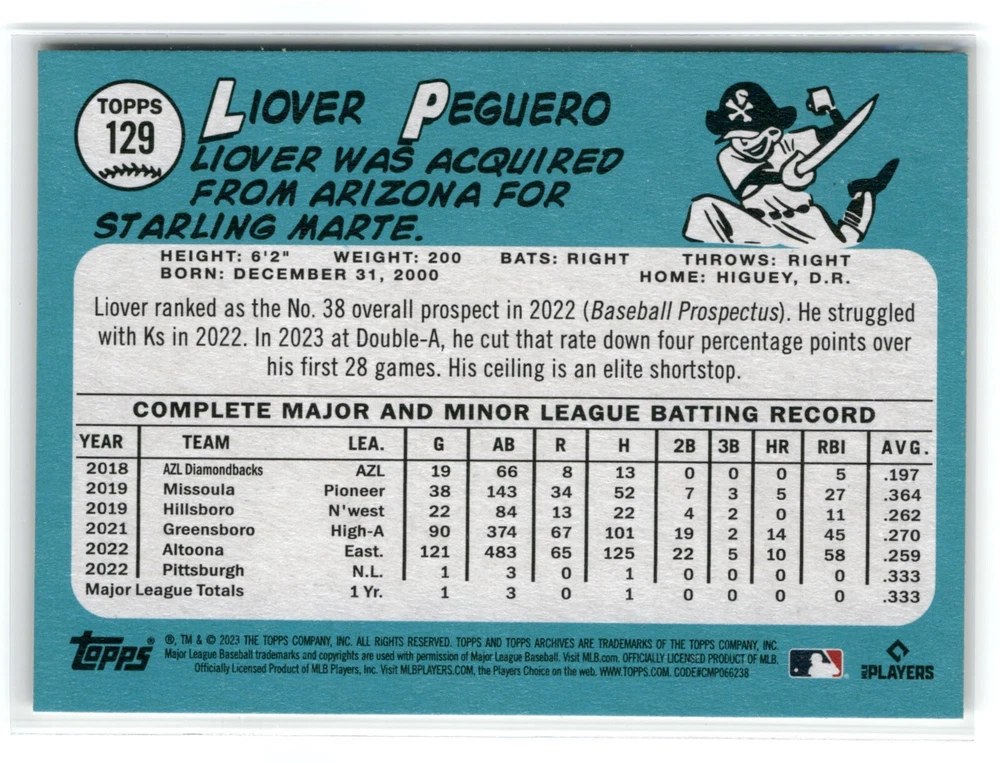 TOPPS
129
LIOVER PEGUERO
LIOVER WAS ACQUIRED
FROM ARIZONA FOR
STARLING MARTE.
HEIGHT: 6'2" WEIGHT: 200 BATS: RIGHT THROWS: RIGHT
BORN: DECEMBER 31, 2000 HOME: HIGUEY, D.R.
Liover ranked as the No. 38 overall prospect in 2022 (Baseball Prospectus). He struggled
with Ks in 2022. In 2023 at Double-A, he cut that rate down four percentage points over
his first 28 games. His ceiling is an elite shortstop.
COMPLETE MAJOR AND MINOR LEAGUE BATTING RECORD
YEAR TEAM LEA. G AB R H 2B 3B HR RBI AVG.
2018 AZL Diamondbacks AZL 19 66 8 13 0 0 0 5 .197
2019 Missoula Pioneer 38 143 34 52 7 3 5 27 .364
2019 Hillsboro N'west 22 84 13 22 4 2 0 11 .262
2021 Greensboro High-A 90 374 67 101 19 2 14 45 .270
2022 Altoona East. 121 483 65 125 22 5 10 58 .259
2022 Pittsburgh N.L. 1 3 0 1 0 0 0 0 .333
Major League Totals 1 Yr. 1 3 0 1 0 0 0 0 .333
topps ®
®, TM & © 2023 THE TOPPS COMPANY, INC. ALL RIGHTS RESERVED. TOPPS AND TOPPS ARCHIVES ARE TRADEMARKS OF THE TOPPS COMPANY, INC.
Major League Baseball trademarks and copyrights are used with permission of Major League Baseball. Visit MLB.com. OFFICIALLY LICENSED PRODUCT OF MLB.
Officially Licensed Product of MLB Players, Inc. Visit MLBPLAYERS.COM, the Players Choice on the web. WWW.TOPPS.COM. CODE#CMP066238
MLB PLAYERS